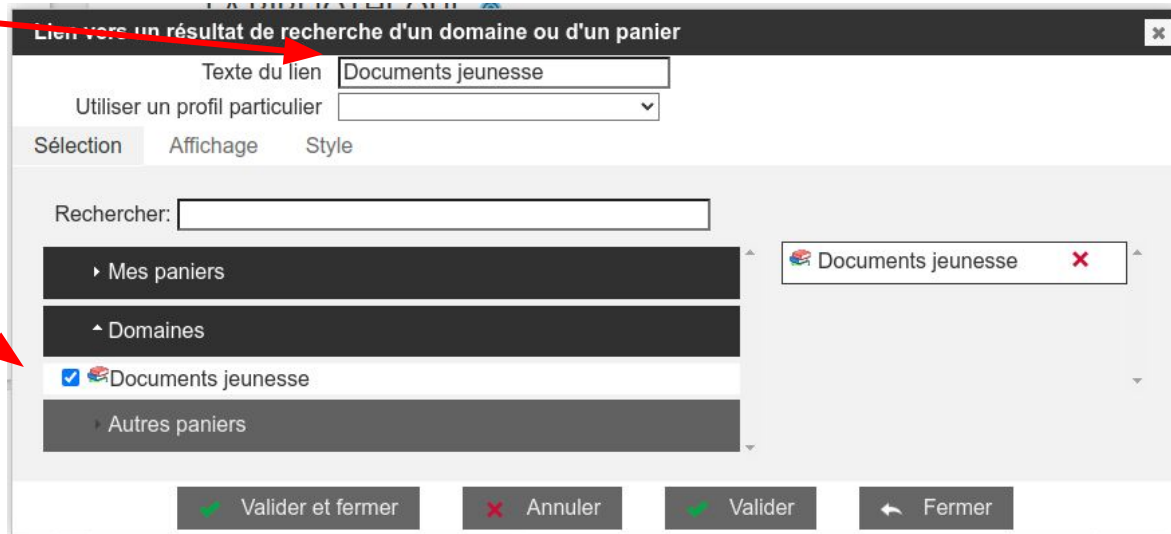 LA BIBLIOTHEQUE
Lien vers un résultat de recherche d'un domaine ou d'un panier
Texte du lien Documents jeunesse
Utiliser un profil particulier
Sélection Affichage Style
Rechercher:
Mes paniers
Documents jeunesse
Domaines
Documents jeunesse
Autres paniers
Valider et fermer Annuler Valider Fermer